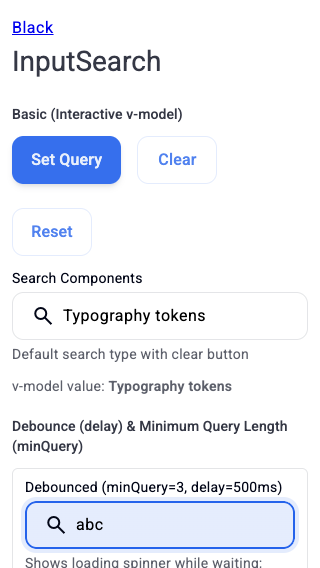 Black
InputSearch
Basic (Interactive v-model)
Set Query
Clear
Reset
Search Components
Typography tokens
Default search type with clear button
v-model value: Typography tokens
Debounce (delay) & Minimum Query Length
(minQuery)
Debounced (minQuery=3, delay=500ms)
abc
Shows loading spinner while waiting: